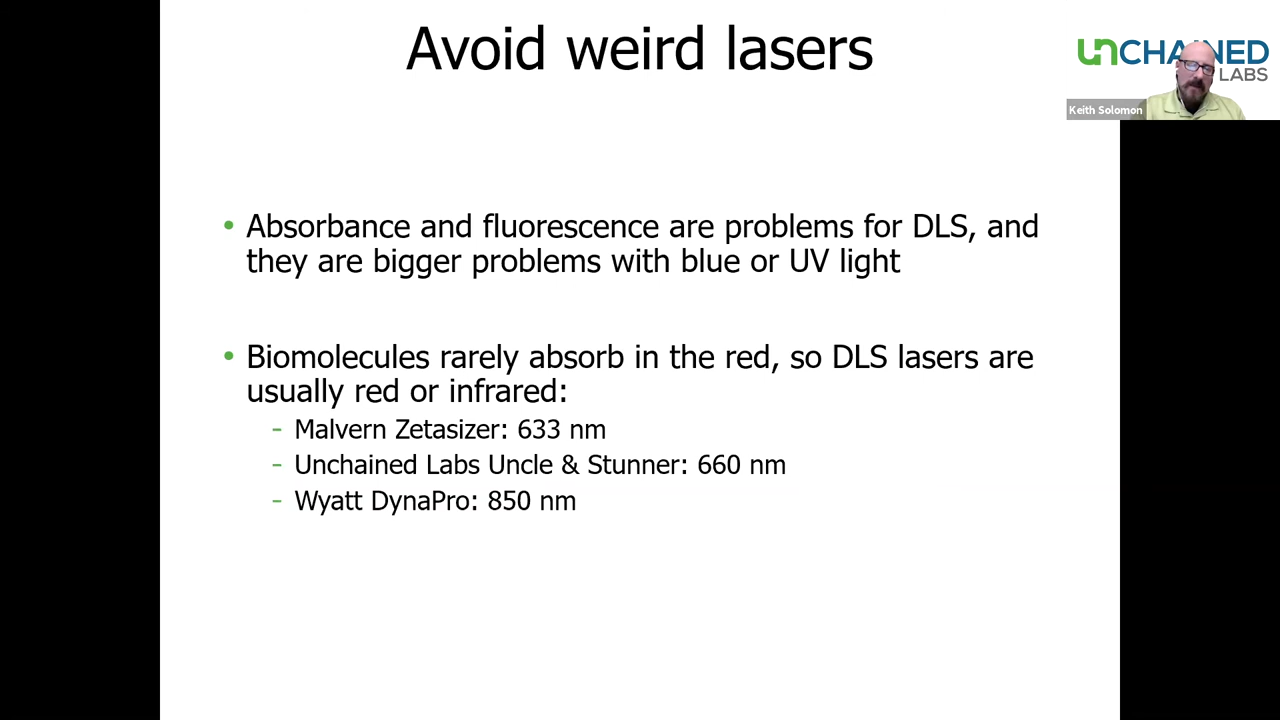 Avoid weird lasers
UNCHAINED
LABS
Keith Solomon
• Absorbance and fluorescence are problems for DLS, and
they are bigger problems with blue or UV light
• Biomolecules rarely absorb in the red, so DLS lasers are
usually red or infrared:
- Malvern Zetasizer: 633 nm
- Unchained Labs Uncle & Stunner: 660 nm
- Wyatt DynaPro: 850 nm